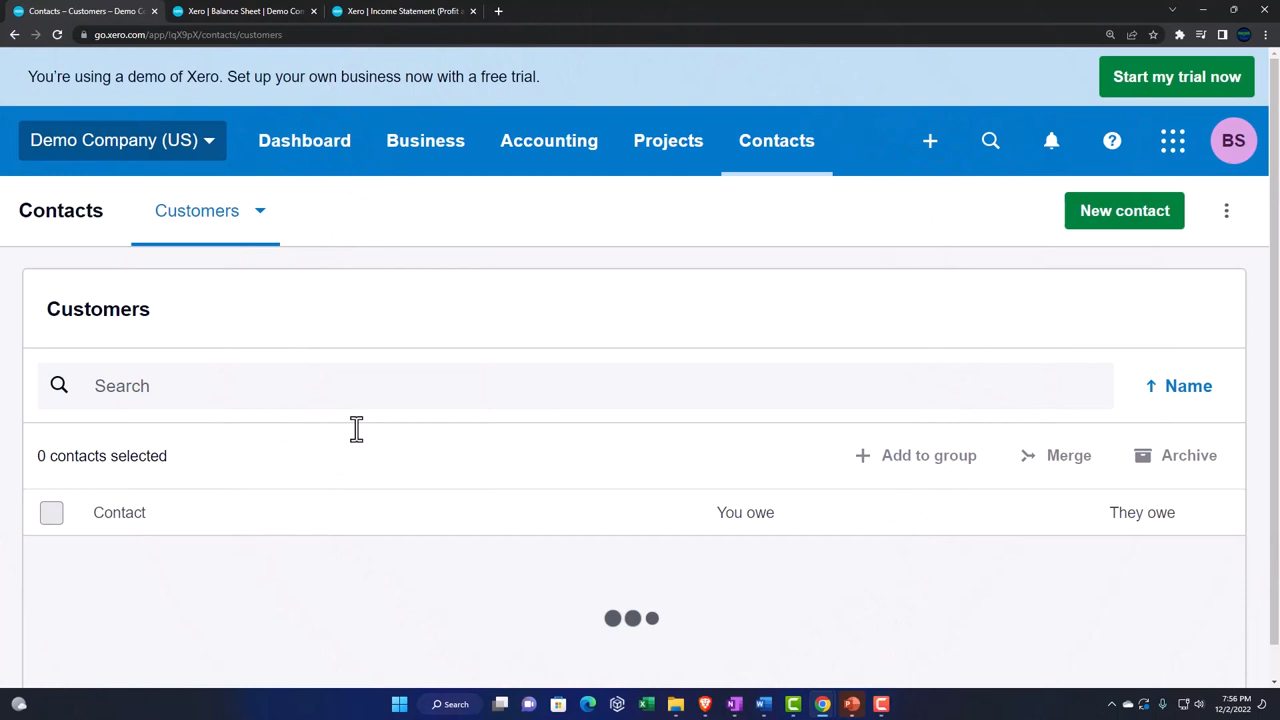 Contacts – Customers – Demo C
Xero | Balance Sheet | Demo Con
Xero | Income Statement (Profit a
go.xero.com/app/!qX9pX/contacts/customers
You're using a demo of Xero. Set up your own business now with a free trial.
Start my trial now
Demo Company (US)
Dashboard
Business
Accounting
Projects
Contacts
BS
Contacts
Customers
New contact
Customers
Search
Name
0 contacts selected
Add to group
Merge
Archive
Contact
You owe
They owe
Search
7:56 PM
12/2/2022